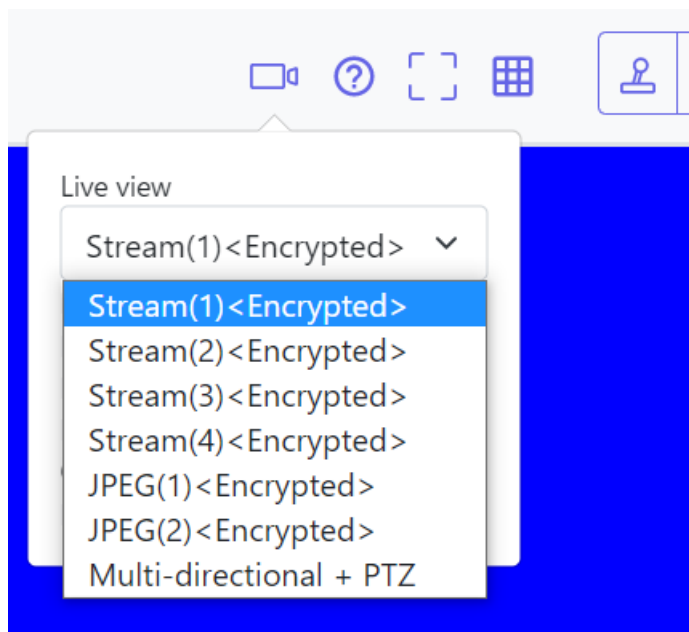 Live view
Stream(1)<Encrypted>
Stream(1)<Encrypted>
Stream(2)<Encrypted>
Stream(3)<Encrypted>
Stream(4)<Encrypted>
JPEG(1)<Encrypted>
JPEG(2)<Encrypted>
Multi-directional + PTZ